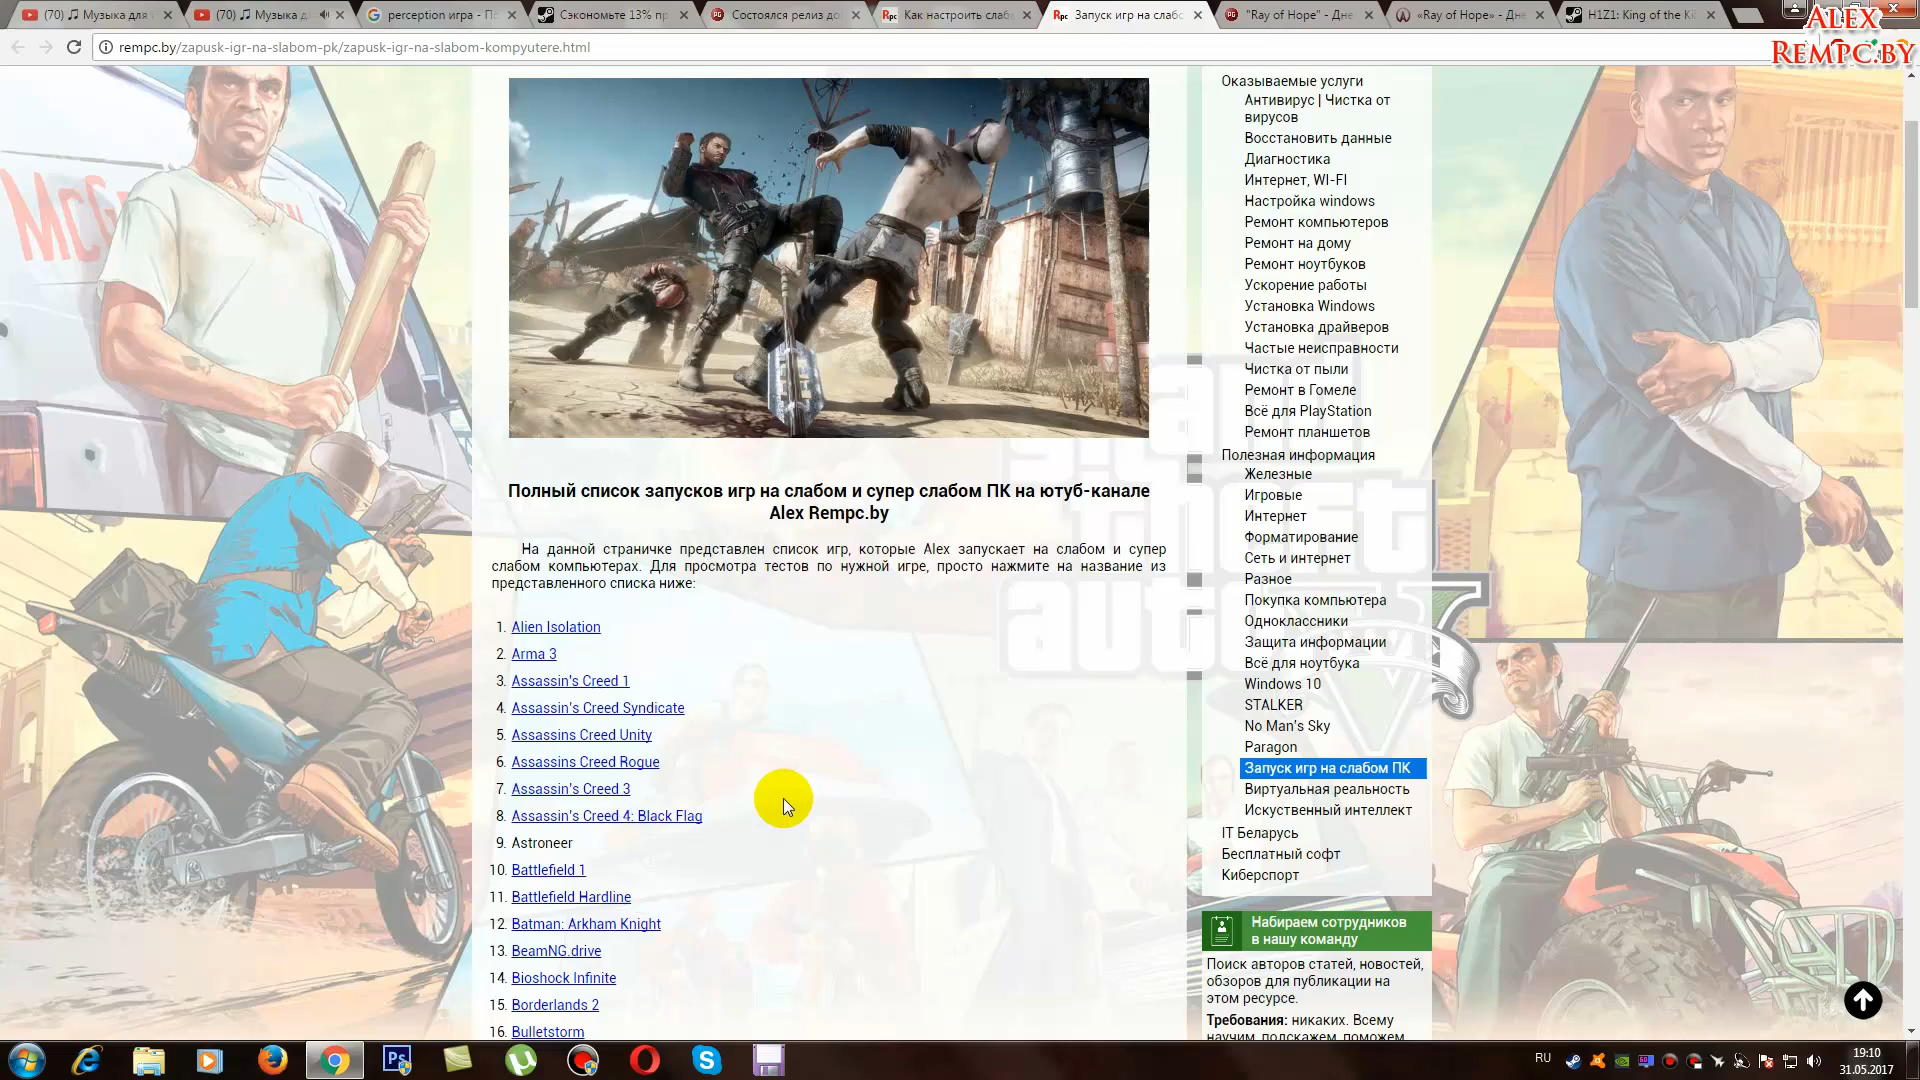 (70) 🎵 Музыка для
(70) 🎵 Музыка д
perception игра - По
Сэкономьте 13% пр
Состоялся релиз до
Как настроить слаб
Запуск игр на слабо
"Ray of Hope" - Дне
«Ray of Hope» - Дне
H1Z1: King of the Kil
ALEX
REMPC.BY
rempc.by/zapusk-igr-na-slabom-pk/zapusk-igr-na-slabom-kompyutere.html
Полный список запусков игр на слабом и супер слабом ПК на ютуб-канале
Alex Rempc.by
На данной страничке представлен список игр, которые Alex запускает на слабом и супер
слабом компьютерах. Для просмотра тестов по нужной игре, просто нажмите на название из
представленного списка ниже:
1. Alien Isolation
2. Arma 3
3. Assassin's Creed 1
4. Assassin's Creed Syndicate
5. Assassins Creed Unity
6. Assassins Creed Rogue
7. Assassin's Creed 3
8. Assassin's Creed 4: Black Flag
9. Astroneer
10. Battlefield 1
11. Battlefield Hardline
12. Batman: Arkham Knight
13. BeamNG.drive
14. Bioshock Infinite
15. Borderlands 2
16. Bulletstorm
Оказываемые услуги
Антивирус | Чистка от
вирусов
Восстановить данные
Диагностика
Интернет, WI-FI
Настройка windows
Ремонт компьютеров
Ремонт на дому
Ремонт ноутбуков
Ускорение работы
Установка Windows
Установка драйверов
Частые неисправности
Чистка от пыли
Ремонт в Гомеле
Всё для PlayStation
Ремонт планшетов
Полезная информация
Железные
Игровые
Интернет
Форматирование
Сеть и интернет
Разное
Покупка компьютера
Одноклассники
Защита информации
Всё для ноутбука
Windows 10
STALKER
No Man's Sky
Paragon
Запуск игр на слабом ПК
Виртуальная реальность
Искуственный интеллект
IT Беларусь
Бесплатный софт
Киберспорт
Набираем сотрудников
в нашу команду
Поиск авторов статей, новостей,
обзоров для публикации на
этом ресурсе.
Требования: никаких. Всему
научим, подскажем, поможем
RU
19:10
31.05.2017